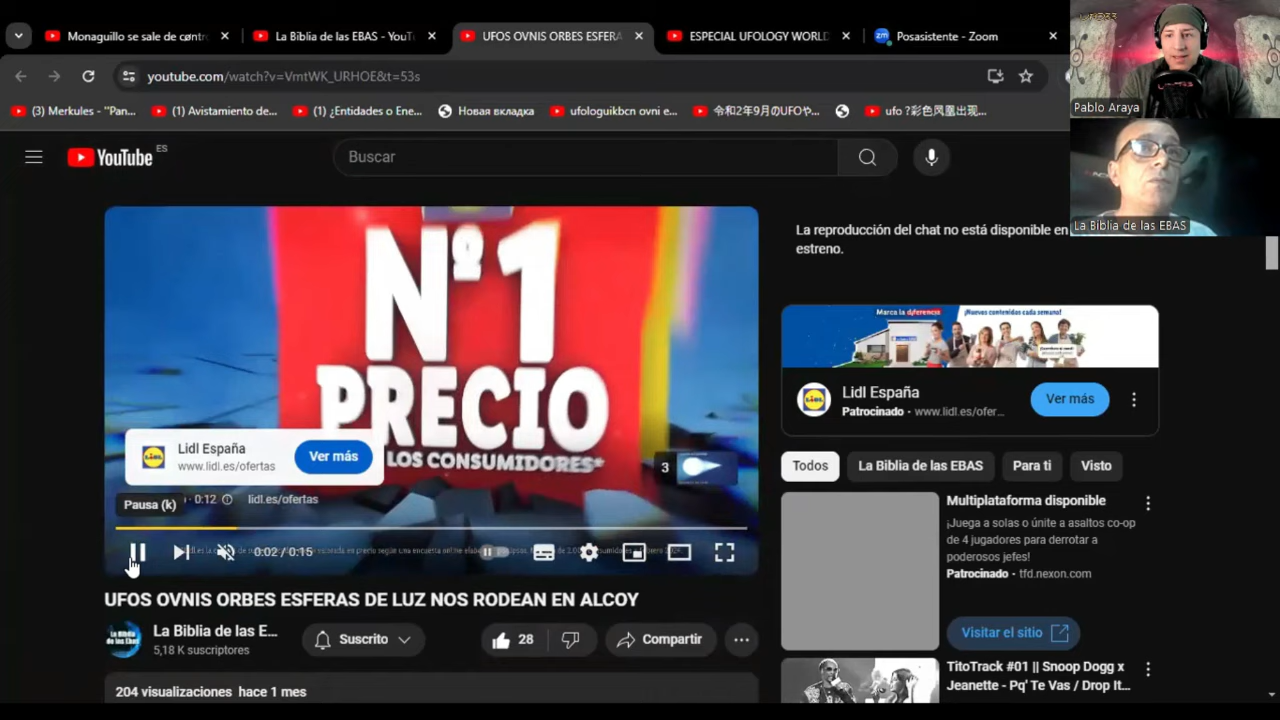 Monaguillo se sale de contr
La Biblia de las EBAS - YouT
UFOS OVNIS ORBES ESFERA
ESPECIAL UFOLOGY WORLD
Posasistente - Zoom
youtube.com/watch?v=VmtWK_URHOE&t=53s
(3) Merkules - "Pan...
(1) Avistamiento de...
(1) ¿Entidades o Ene...
Новая вкладка
ufologuikbcn ovni e...
令和2年9月のUFOや...
ufo ?彩色凤凰出现...
Pablo Araya
La Biblia de las EBAS
YouTube ES
Buscar
Nº1
PRECIO
LOS CONSUMIDORES*
Lidl España
www.lidl.es/ofertas
Ver más
3
Pausa (k)
0:12
lidl.es/ofertas
0:02 / 0:15
UFOS OVNIS ORBES ESFERAS DE LUZ NOS RODEAN EN ALCOY
La Biblia de las E...
5,18 K suscriptores
Suscrito
28
Compartir
204 visualizaciones hace 1 mes
La reproducción del chat no está disponible en
estreno.
Marca la diferencia
¡Nuevos contenidos cada semana!
Lidl España
Patrocinado · www.lidl.es/ofer...
Ver más
Todos
La Biblia de las EBAS
Para ti
Visto
Multiplataforma disponible
¡Juega a solas o únete a asaltos co-op
de 4 jugadores para derrotar a
poderosos jefes!
Patrocinado · tfd.nexon.com
Visitar el sitio
TitoTrack #01 || Snoop Dogg x
Jeanette - Pq' Te Vas / Drop It...